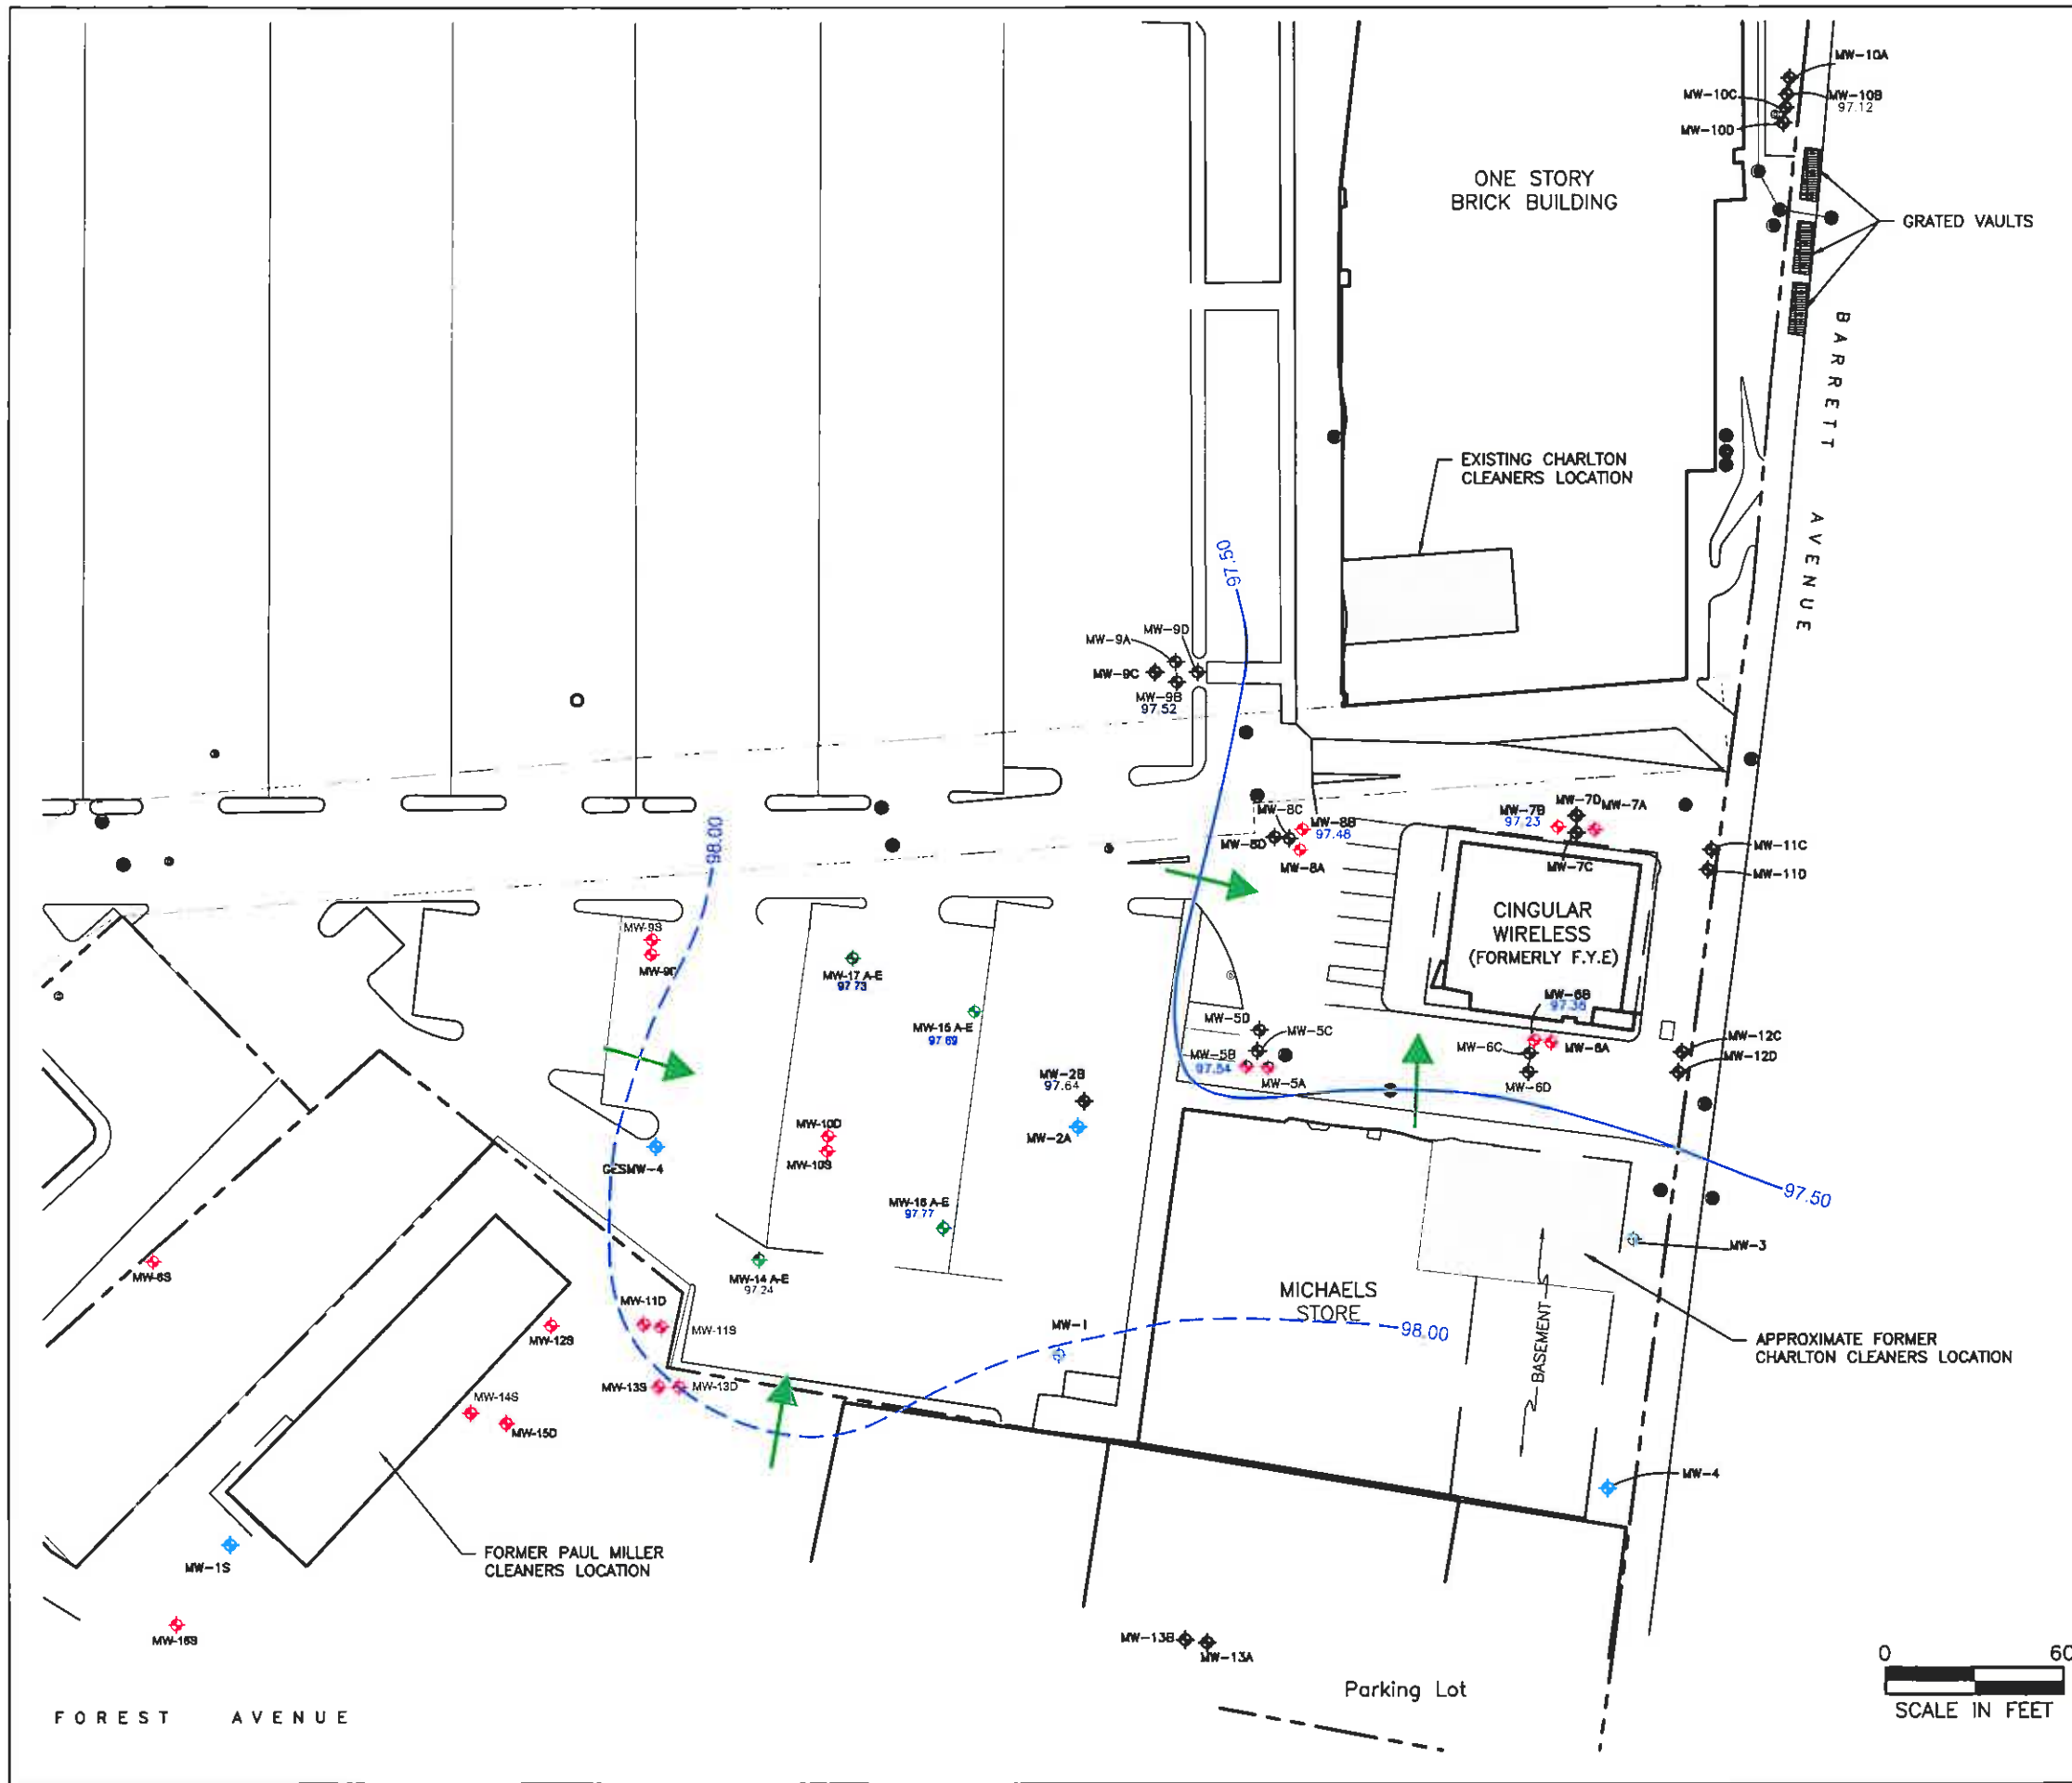 MW-10A
MW-10C
MW-10B
97.12
MW-10D
ONE STORY
BRICK BUILDING
GRATED VAULTS
BARRETT AVENUE
EXISTING CHARLTON
CLEANERS LOCATION
97.50
MW-9D
MW-9A
MW-9C
MW-9B
97.52
98.00
MW-7D
MW-7A
MW-7B
97.23
MW-8C
MW-8B
97.48
MW-8D
MW-8A
MW-7C
MW-11C
MW-11D
CINGULAR
WIRELESS
(FORMERLY F.Y.E)
MW-9S
MW-17 A-E
97.73
MW-6B
MW-5D
MW-5C
MW-15 A-E
97.69
MW-12C
MW-6C
MW-6A
MW-12D
MW-5B
97.54
MW-5A
MW-6D
MW-2B
97.64
MW-10D
MW-2A
MW-10S
GESMW-4
97.50
MW-16 A-E
97.77
MW-3
MW-6S
MW-14 A-E
97.24
MICHAELS
STORE
MW-11D
MW-11S
MW-12S
MW-1
98.00
BASEMENT
APPROXIMATE FORMER
CHARLTON CLEANERS LOCATION
MW-13S
MW-13D
MW-14S
MW-15D
MW-4
FORMER PAUL MILLER
CLEANERS LOCATION
MW-1S
MW-16S
MW-13B
MW-13A
Parking Lot
0 60
SCALE IN FEET
FOREST AVENUE